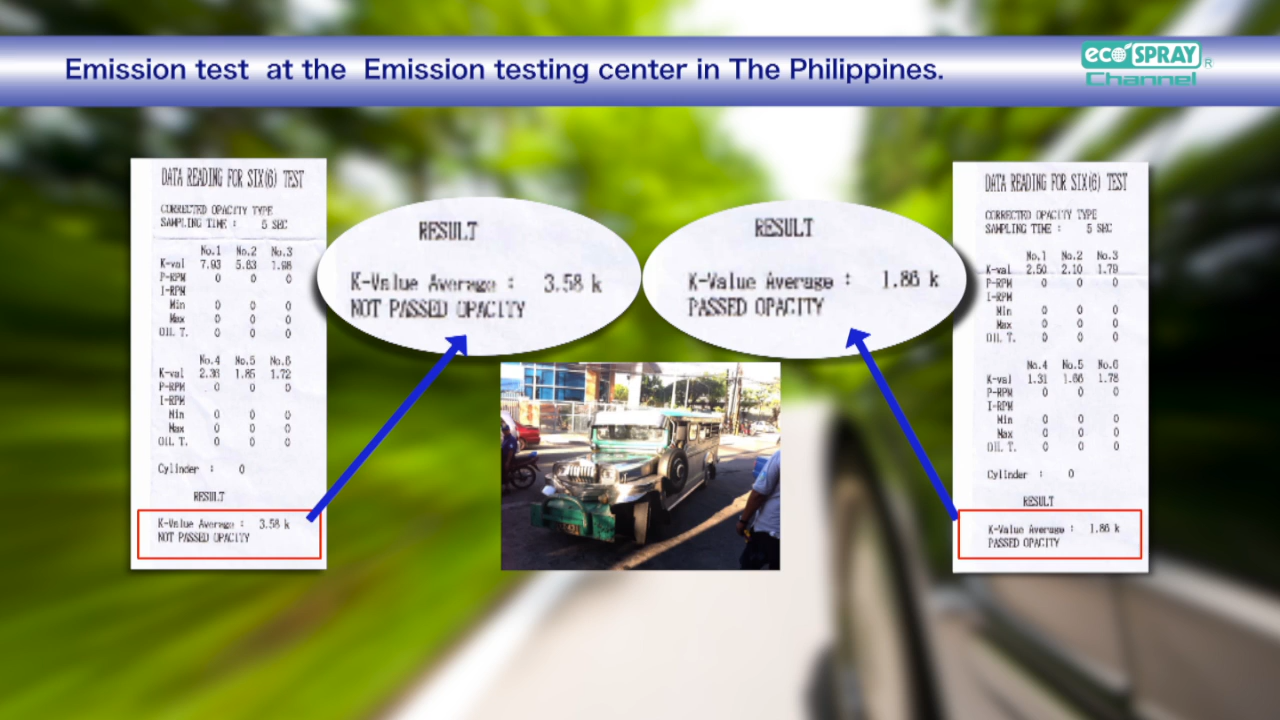 Emission test at the Emission testing center in The Philippines.
eco SPRAY R
Channel
DATA READING FOR SIX(6) TEST
CORRECTED OPACITY TYPE
SAMPLING TIME : 5 SEC
No.1 No.2 No.3
K-val 7.93 5.63 1.98
P-RPM 0 0 0
I-RPM
Min 0 0 0
Max 0 0 0
OIL T. 0 0 0
No.4 No.5 No.6
K-val 2.36 1.85 1.72
P-RPM 0 0 0
I-RPM
Min 0 0 0
Max 0 0 0
OIL T. 0 0 0
Cylinder : 0
RESULT
K-Value Average : 3.58 k
NOT PASSED OPACITY
RESULT
K-Value Average : 3.58 k
NOT PASSED OPACITY
RESULT
K-Value Average : 1.86 k
PASSED OPACITY
DATA READING FOR SIX(6) TEST
CORRECTED OPACITY TYPE
SAMPLING TIME : 5 SEC
No.1 No.2 No.3
K-val 2.50 2.10 1.79
P-RPM 0 0 0
I-RPM
Min 0 0 0
Max 0 0 0
OIL T. 0 0 0
No.4 No.5 No.6
K-val 1.31 1.66 1.78
P-RPM 0 0 0
I-RPM
Min 0 0 0
Max 0 0 0
OIL T. 0 0 0
Cylinder : 0
RESULT
K-Value Average : 1.86 k
PASSED OPACITY